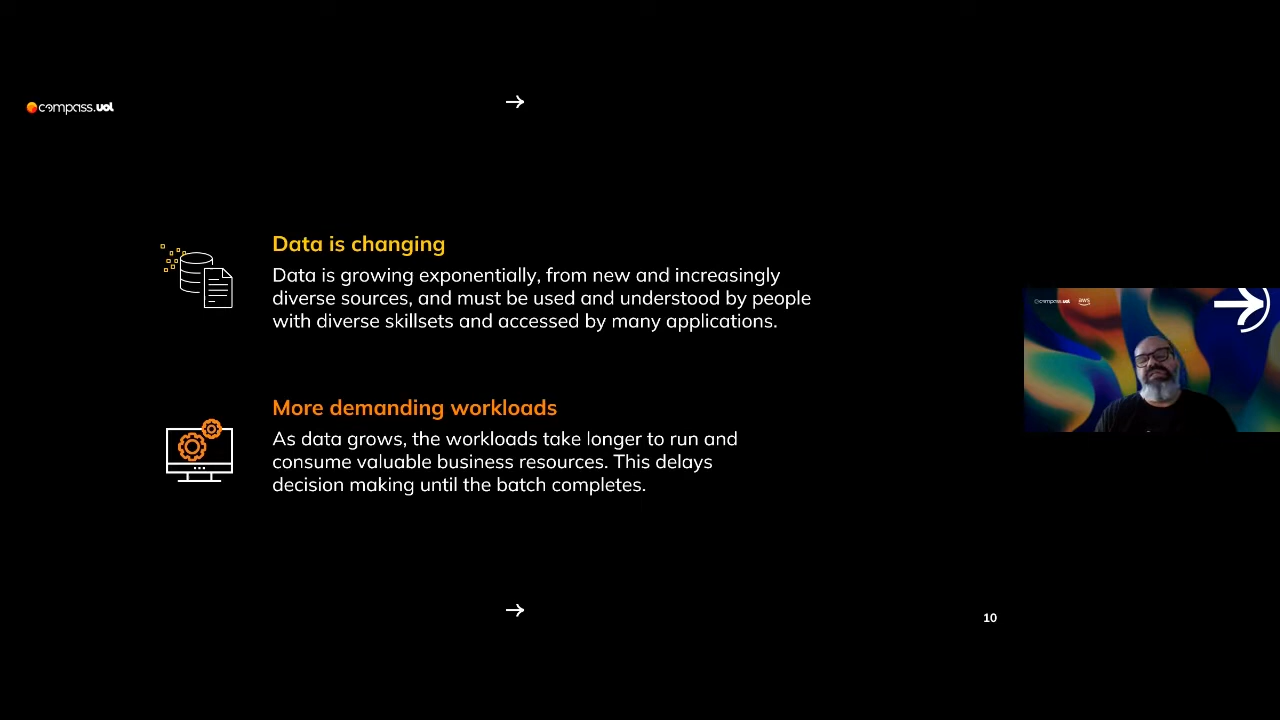 compass.uol
Data is changing
Data is growing exponentially, from new and increasingly
diverse sources, and must be used and understood by people
with diverse skillsets and accessed by many applications.
More demanding workloads
As data grows, the workloads take longer to run and
consume valuable business resources. This delays
decision making until the batch completes.
10
compass.uol aws